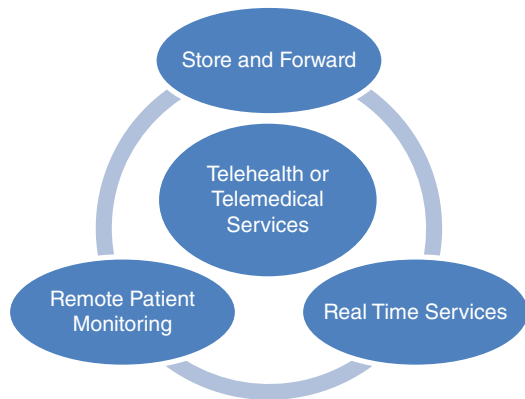 Store and Forward
Telehealth or
Telemedical
Services
Remote Patient
Monitoring
Real Time Services